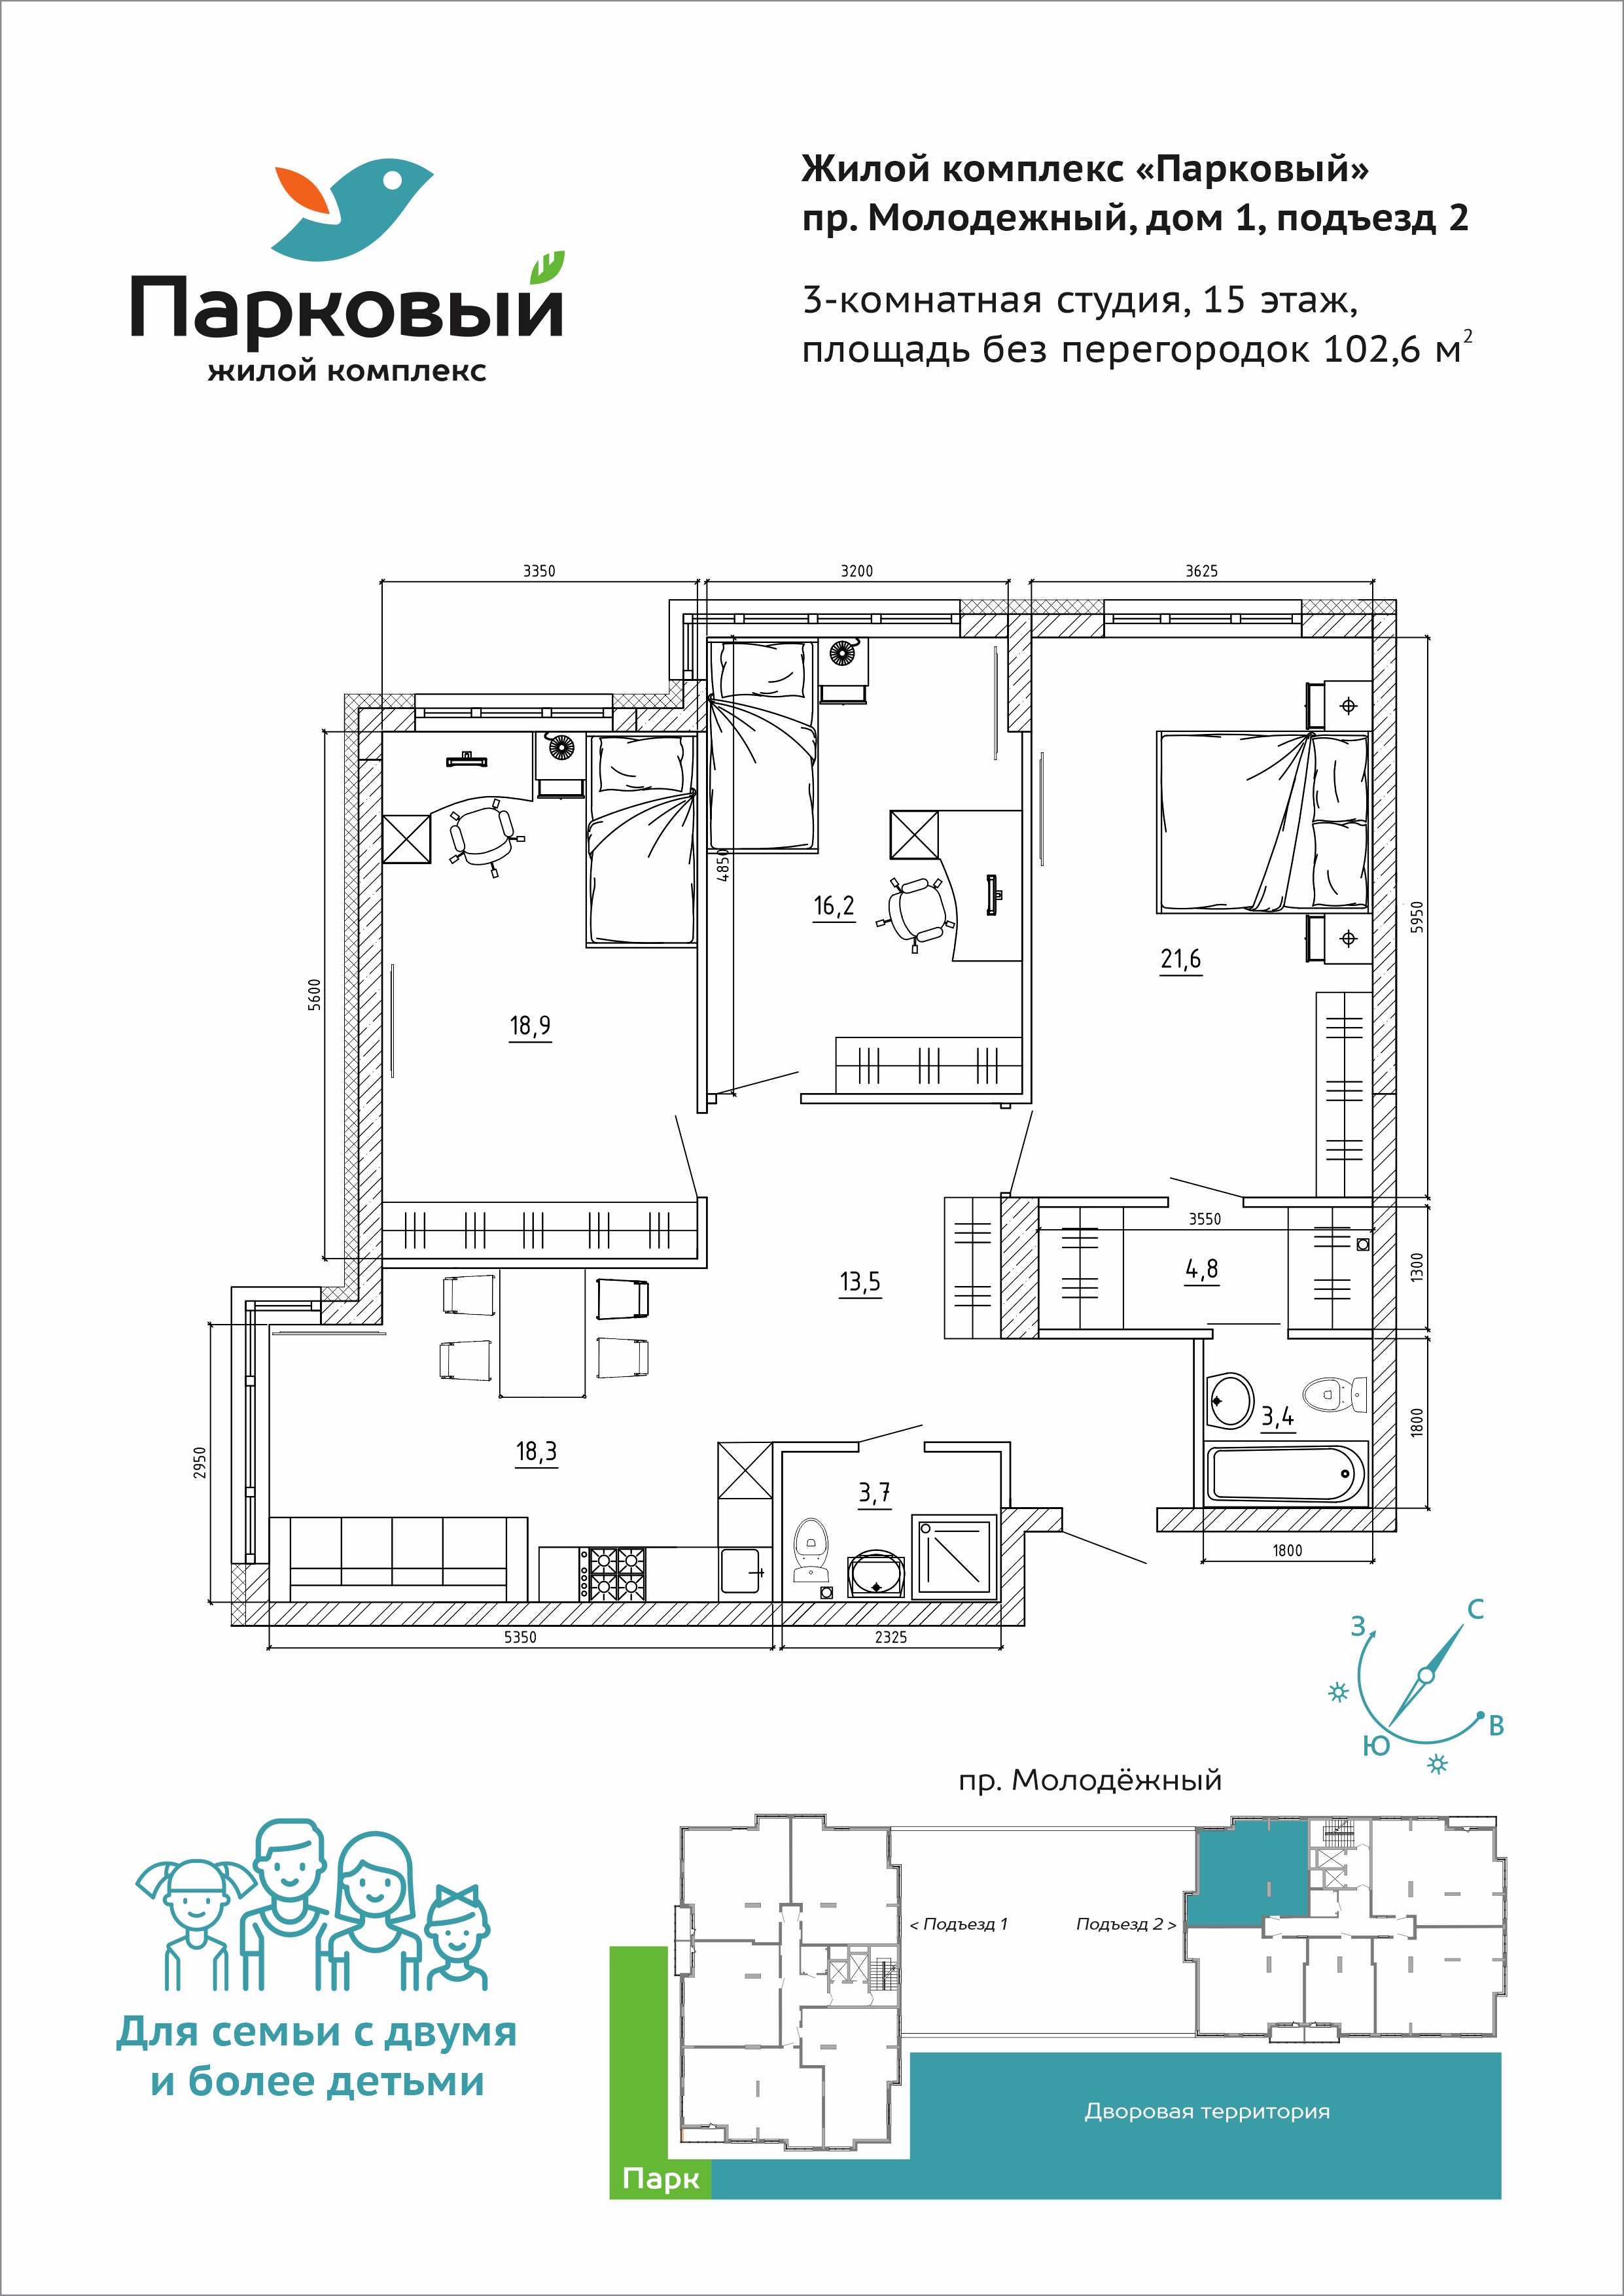 Парковый
жилой комплекс
Жилой комплекс «Парковый»
пр. Молодежный, дом 1, подъезд 2
3-комнатная студия, 15 этаж,
площадь без перегородок 102,6 м²
3350
3200
3625
4850
16,2
5950
21,6
5600
18,9
3550
4,8
1300
13,5
2950
18,3
3,7
3,4
1800
1800
5350
2325
С
З
В
Ю
пр. Молодёжный
< Подъезд 1
Подъезд 2 >
Для семьи с двумя
и более детьми
Дворовая территория
Парк